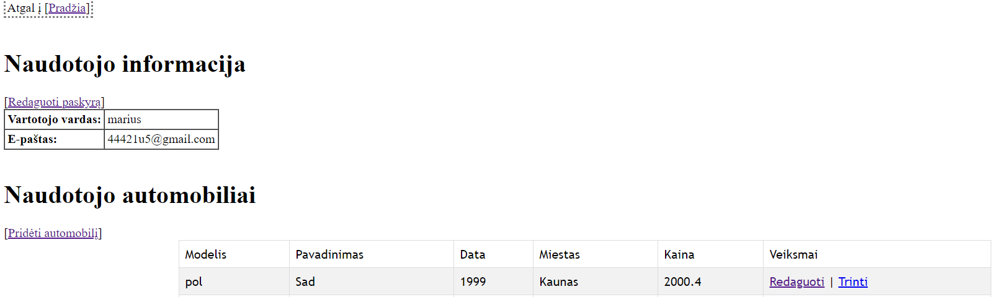 Atgal į [Pradžia]
Naudotojo informacija
[Redaguoti paskyrą]
Vartotojo vardas: marius
E-paštas: 44421u5@gmail.com
Naudotojo automobiliai
[Pridėti automobilį]
Modelis Pavadinimas Data Miestas Kaina Veiksmai
pol Sad 1999 Kaunas 2000.4 Redaguoti | Trinti